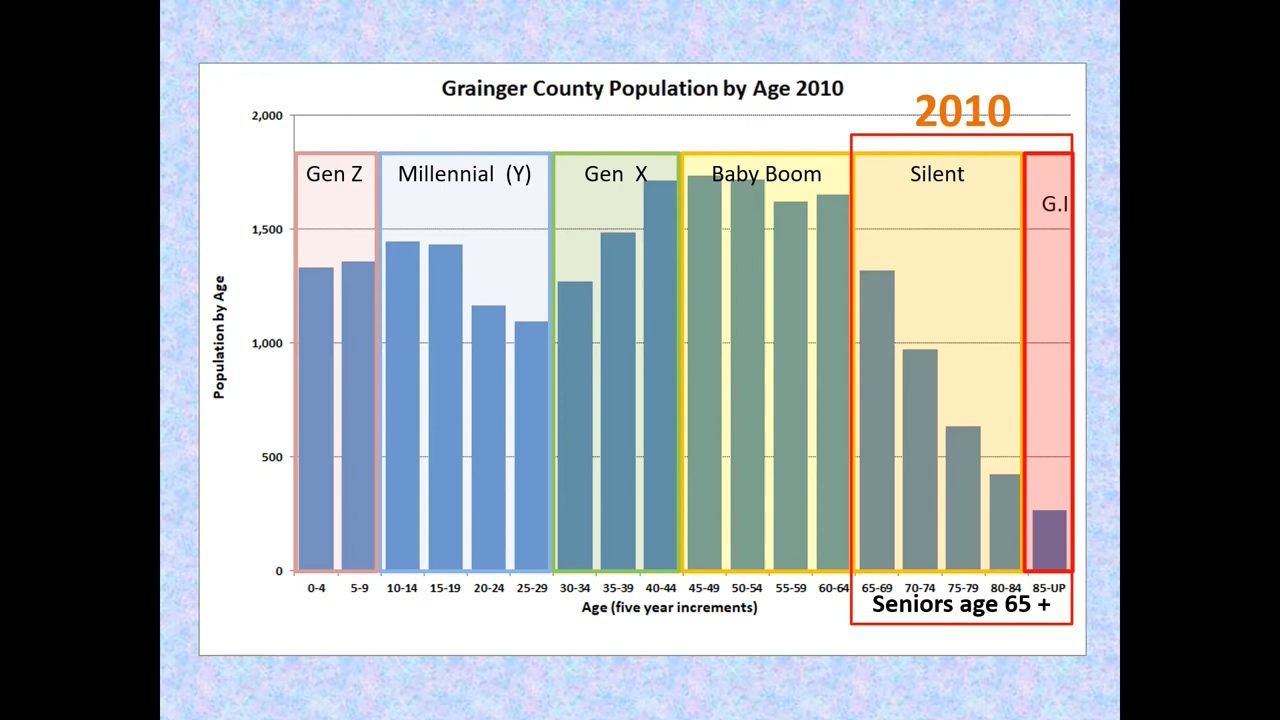 Grainger County Population by Age 2010
2010
2,000
1,500
1,000
500
0
Population by Age
Gen Z
Millennial (Y)
Gen X
Baby Boom
Silent
G.I
0-4 5-9 10-14 15-19 20-24 25-29 30-34 35-39 40-44 45-49 50-54 55-59 60-64 65-69 70-74 75-79 80-84 85-UP
Age (five year increments)
Seniors age 65 +